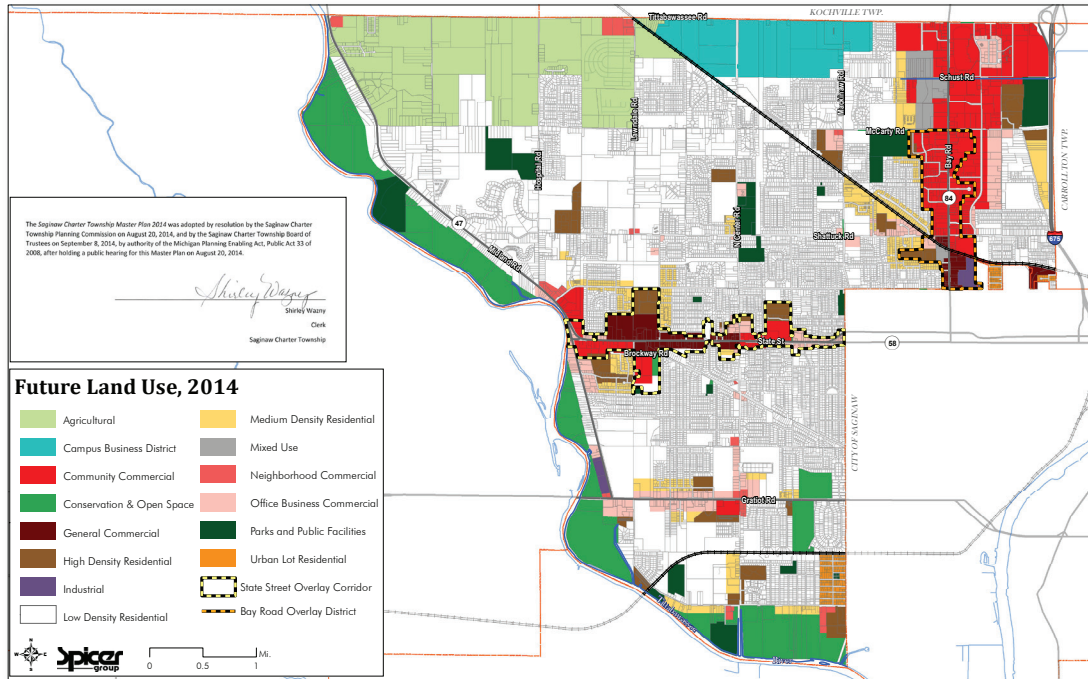 KOCHVILLE TWP.
Tittabawassee Rd
Schust Rd
Mackinaw Rd
Lawndale Rd
McCarty Rd
Bay Rd
Hospital Rd
CARROLLTON TWP.
84
47
N Center Rd
Shattuck Rd
675
Midland Rd
The Saginaw Charter Township Master Plan 2014 was adopted by resolution by the Saginaw Charter
Township Planning Commission on August 20, 2014, and by the Saginaw Charter Township Board of
Trustees on September 8, 2014, by authority of the Michigan Planning Enabling Act, Public Act 33 of
2008, after holding a public hearing for this Master Plan on August 20, 2014.
Shirley Wazny
Shirley Wazny
Clerk
Saginaw Charter Township
State St
58
Brockway Rd
CITY OF SAGINAW
Gratiot Rd
Tittabawassee
River
Future Land Use, 2014
Agricultural
Campus Business District
Community Commercial
Conservation & Open Space
General Commercial
High Density Residential
Industrial
Low Density Residential
Medium Density Residential
Mixed Use
Neighborhood Commercial
Office Business Commercial
Parks and Public Facilities
Urban Lot Residential
State Street Overlay Corridor
Bay Road Overlay District
N
W E
S
Spicer
group
Mi.
0 0.5 1